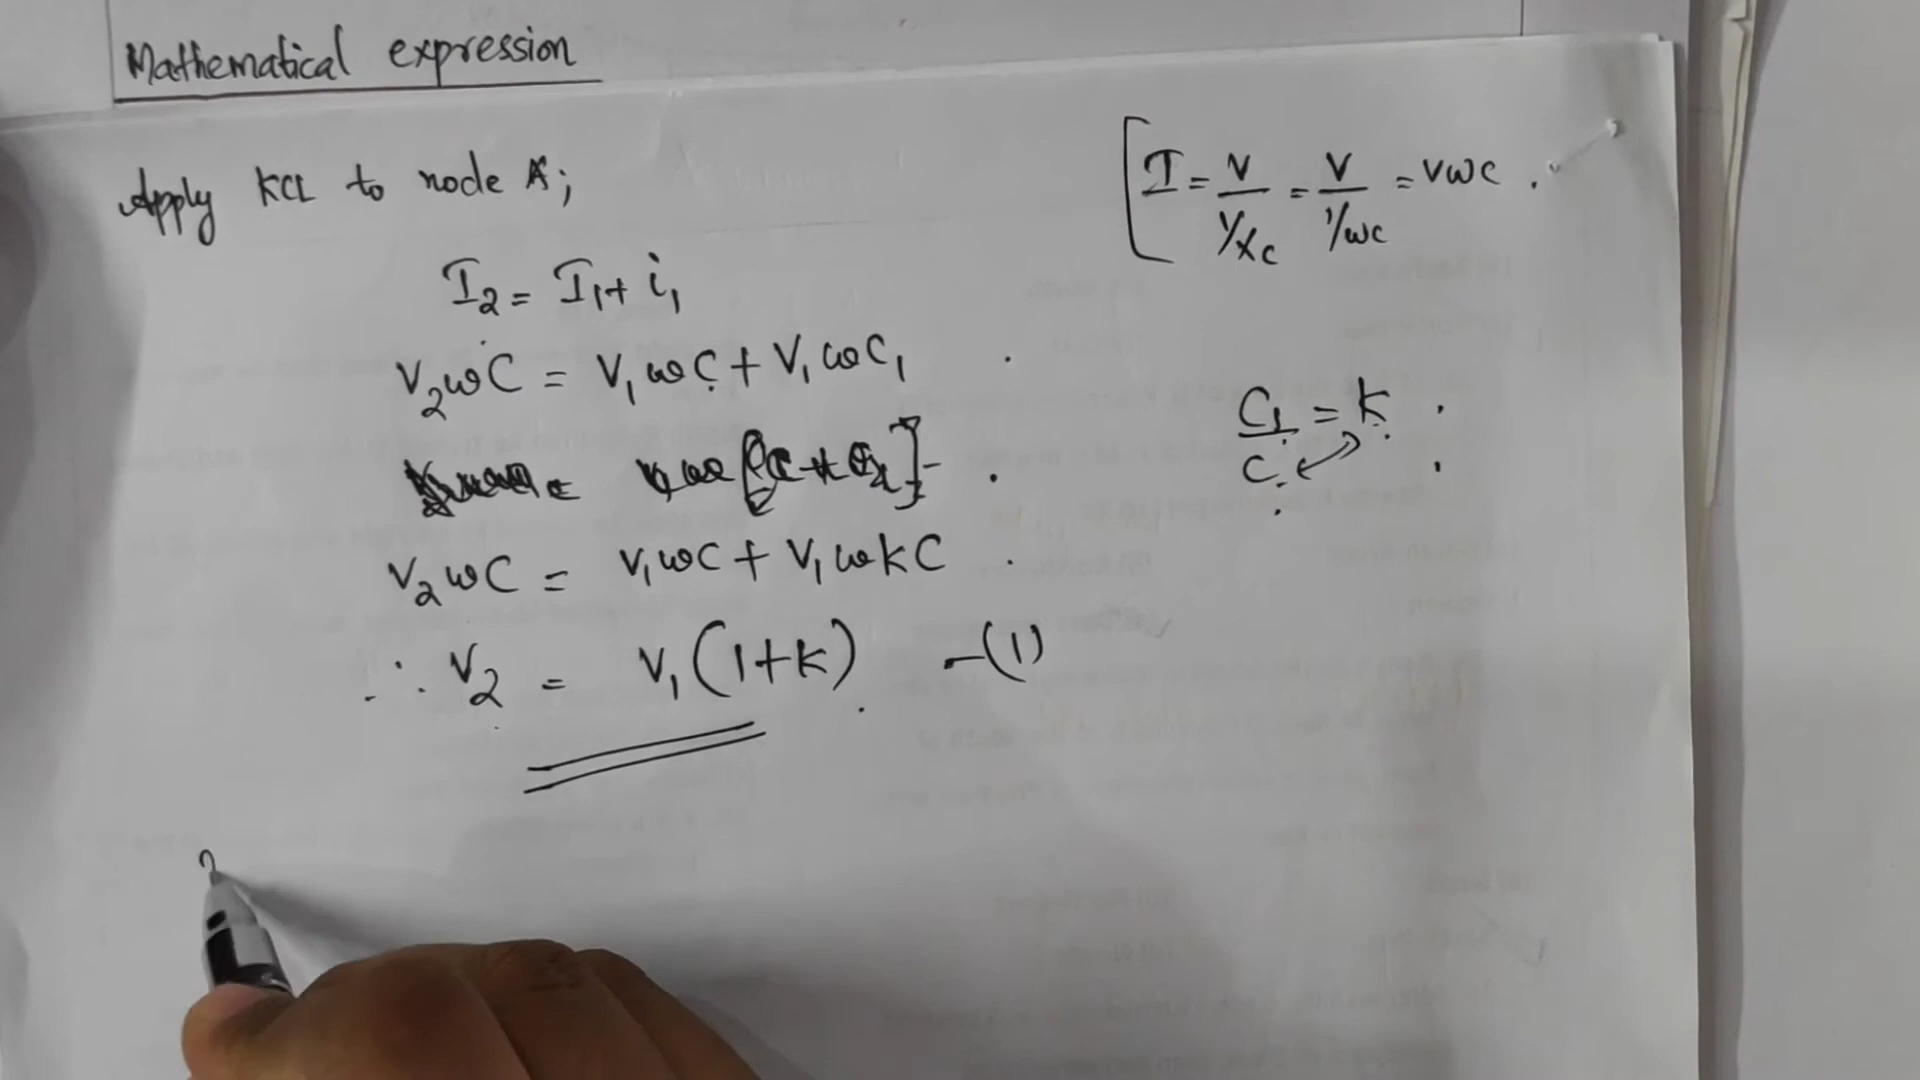 Mathematical expression
Apply KCL to node A;
I₂ = I₁ + i₁
V₂ωC = V₁ωC + V₁ωC₁
V₂ωC = V₁ωC + V₁ωkC
∴ V₂ = V₁(1+k) -(1)
[I = V/1/Xc = V/1/ωc = Vωc.
C₁/C = k